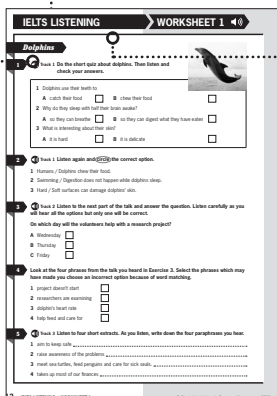 IELTS LISTENING WORKSHEET 1
Dolphins
1 Track 1 Do the short quiz about dolphins. Then listen and
check your answers.
1 Dolphins use their teeth to
A catch their food B chew their food
2 Why do they sleep with half their brain awake?
A so they can breathe B so they can digest what they have eaten
3 What is interesting about their skin?
A it is hard B it is delicate
2 Track 1 Listen again and circle the correct option.
1 Humans / Dolphins chew their food.
2 Swimming / Digestion does not happen while dolphins sleep.
3 Hard / Soft surfaces can damage dolphins' skin.
3 Track 2 Listen to the next part of the talk and answer the question. Listen carefully as you
will hear all the options but only one will be correct.
On which day will the volunteers help with a research project?
A Wednesday
B Thursday
C Friday
4 Look at the four phrases from the talk you heard in Exercise 3. Select the phrases which may
have made you choose an incorrect option because of word matching.
1 project doesn't start
2 researchers are examining
3 dolphin's heart rate
4 help feed and care for
5 Track 3 Listen to four short extracts. As you listen, write down the four paraphrases you hear.
1 aim to keep safe
2 raise awareness of the problems
3 meet sea turtles, feed penguins and care for sick seals.
4 takes up most of our finances